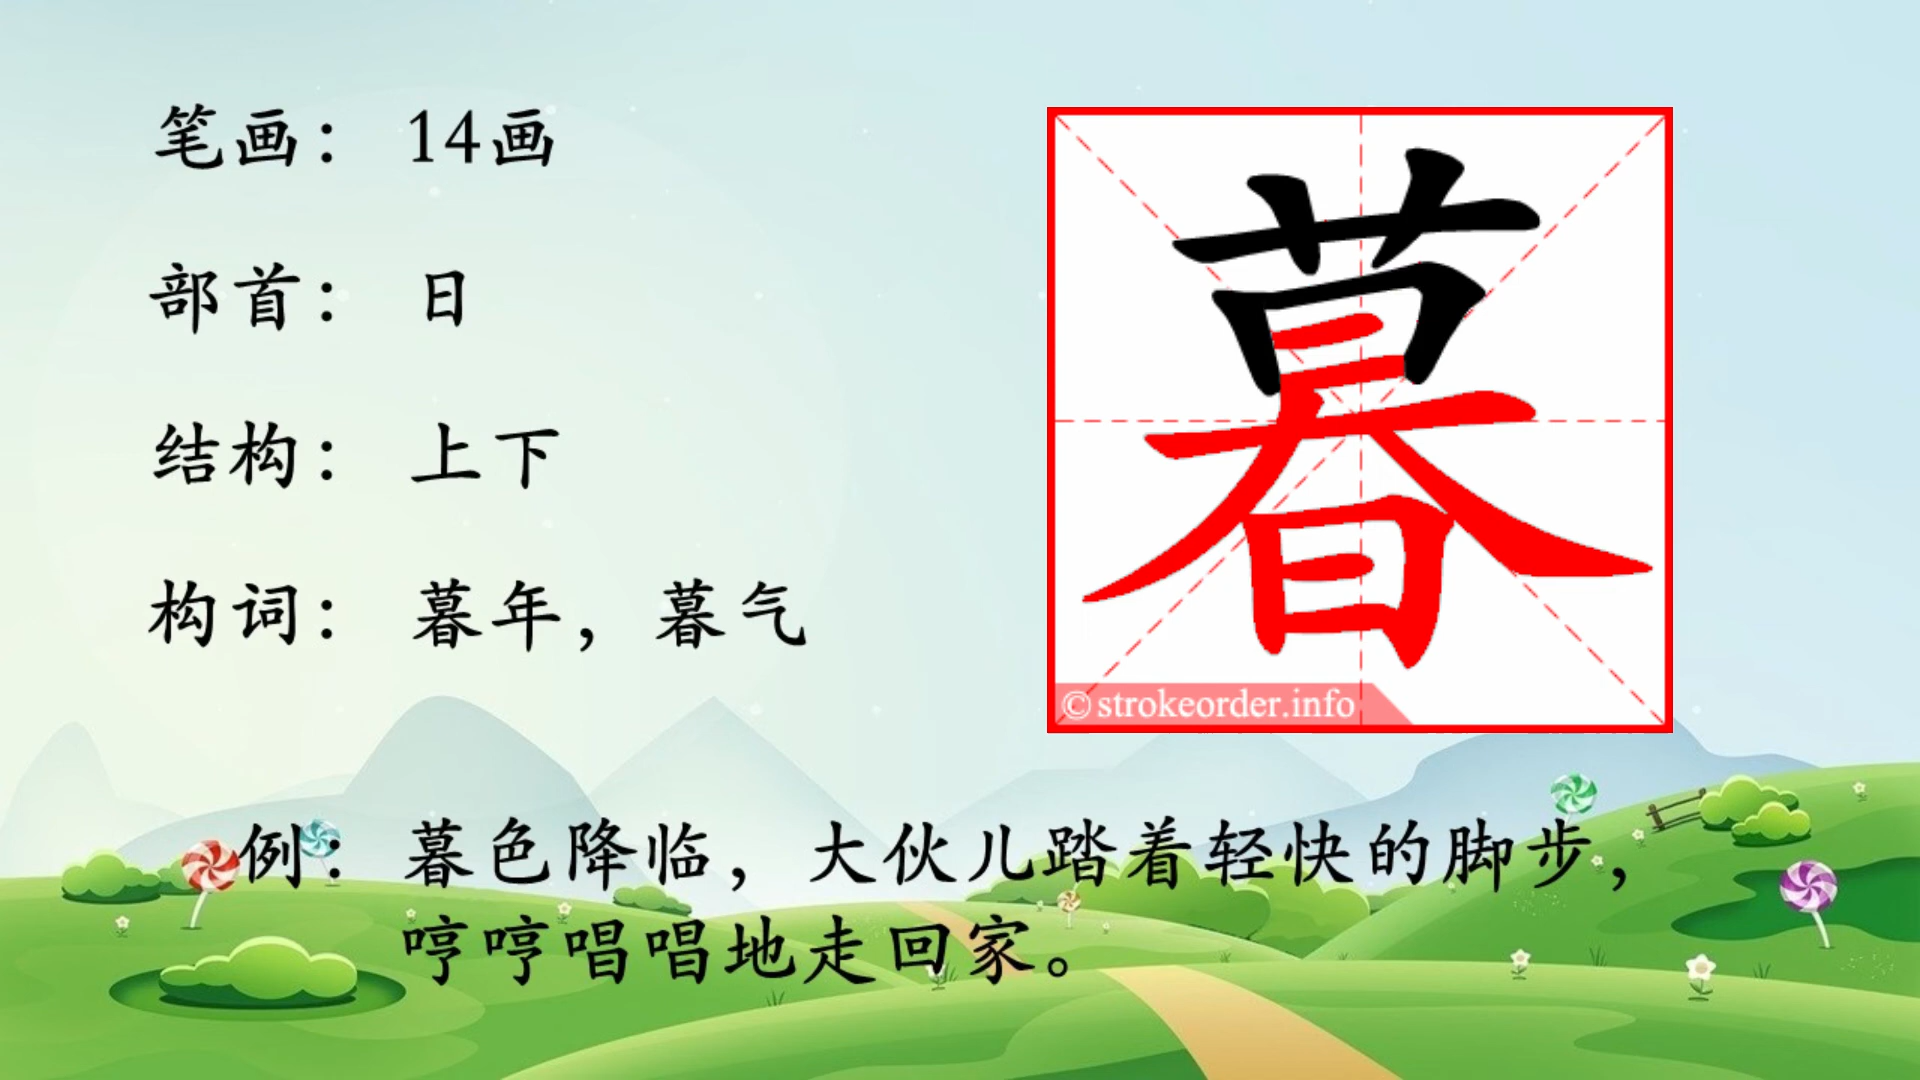 笔画： 14画
部首： 日
结构： 上下
构词： 暮年，暮气
暮
©strokeorder.info
例：暮色降临，大伙儿踏着轻快的脚步，
哼哼唱唱地走回家。